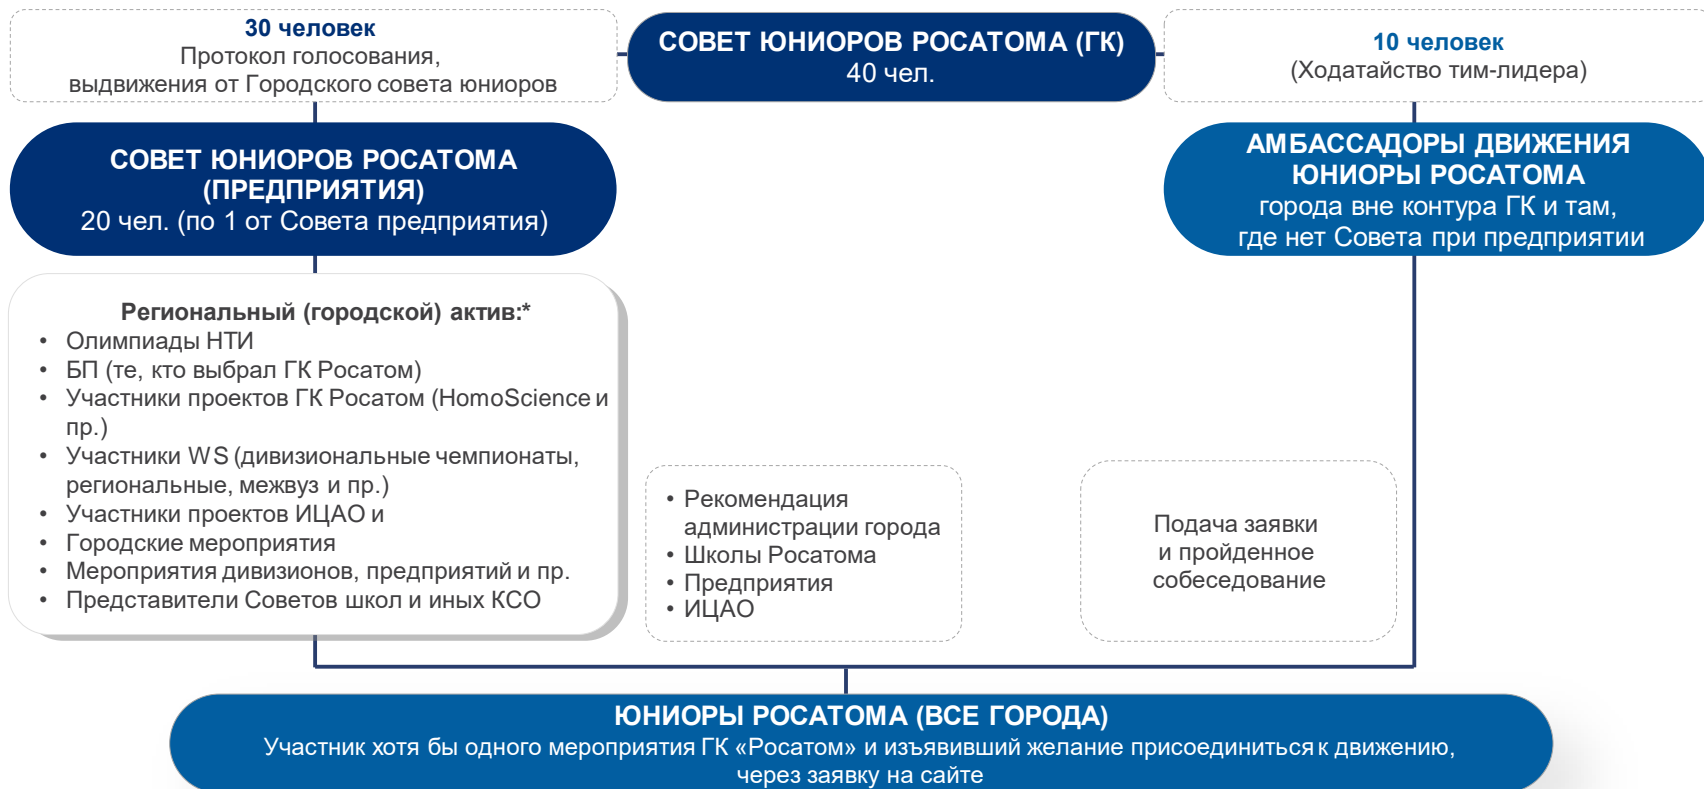 30 человек
Протокол голосования,
выдвижения от Городского совета юниоров
СОВЕТ ЮНИОРОВ РОСАТОМА (ГК)
40 чел.
10 человек
(Ходатайство тим-лидера)
СОВЕТ ЮНИОРОВ РОСАТОМА
(ПРЕДПРИЯТИЯ)
20 чел. (по 1 от Совета предприятия)
АМБАССАДОРЫ ДВИЖЕНИЯ
ЮНИОРЫ РОСАТОМА
города вне контура ГК и там,
где нет Совета при предприятии
Региональный (городской) актив:*
• Олимпиады НТИ
• БП (те, кто выбрал ГК Росатом)
• Участники проектов ГК Росатом (HomoScience и
пр.)
• Участники WS (дивизиональные чемпионаты,
региональные, межвуз и пр.)
• Участники проектов ИЦАО и
• Городские мероприятия
• Мероприятия дивизионов, предприятий и пр.
• Представители Советов школ и иных КСО
• Рекомендация
администрации города
• Школы Росатома
• Предприятия
• ИЦАО
Подача заявки
и пройденное
собеседование
ЮНИОРЫ РОСАТОМА (ВСЕ ГОРОДА)
Участник хотя бы одного мероприятия ГК «Росатом» и изъявивший желание присоединиться к движению,
через заявку на сайте